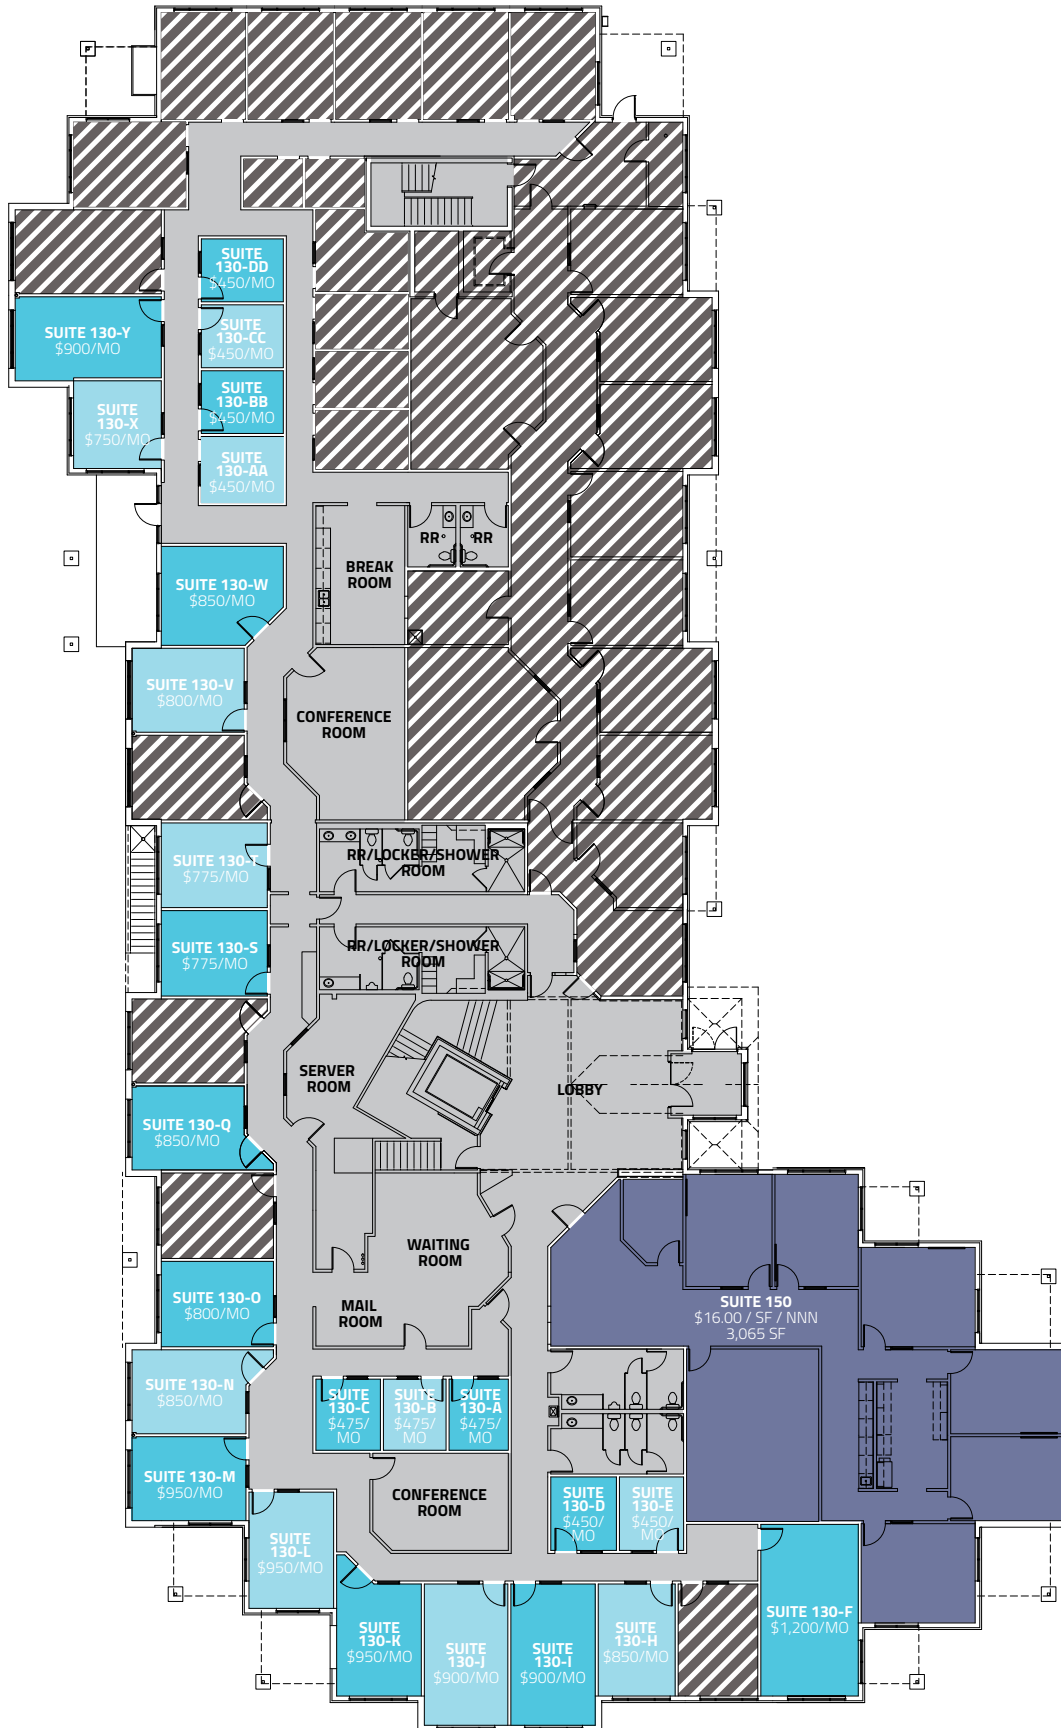 SUITE
130-DD
$450/MO
SUITE 130-Y
$900/MO
SUITE
130-CC
$450/MO
SUITE
130-BB
$450/MO
SUITE
130-X
$750/MO
SUITE
130-AA
$450/MO
RR
RR
BREAK
ROOM
SUITE 130-W
$850/MO
SUITE 130-V
$800/MO
CONFERENCE
ROOM
SUITE 130-T
$775/MO
RR/LOCKER/SHOWER
ROOM
SUITE 130-S
$775/MO
RR/LOCKER/SHOWER
ROOM
SERVER
ROOM
LOBBY
SUITE 130-Q
$850/MO
WAITING
ROOM
SUITE 130-O
$800/MO
MAIL
ROOM
SUITE 150
$16.00 / SF / NNN
3,065 SF
SUITE 130-N
$850/MO
SUITE
130-C
$475/
MO
SUITE
130-B
$475/
MO
SUITE
130-A
$475/
MO
SUITE 130-M
$950/MO
CONFERENCE
ROOM
SUITE
130-D
$450/
MO
SUITE
130-E
$450/
MO
SUITE
130-L
$950/MO
SUITE
130-K
$950/MO
SUITE
130-J
$900/MO
SUITE
130-I
$900/MO
SUITE
130-H
$850/MO
SUITE 130-F
$1,200/MO